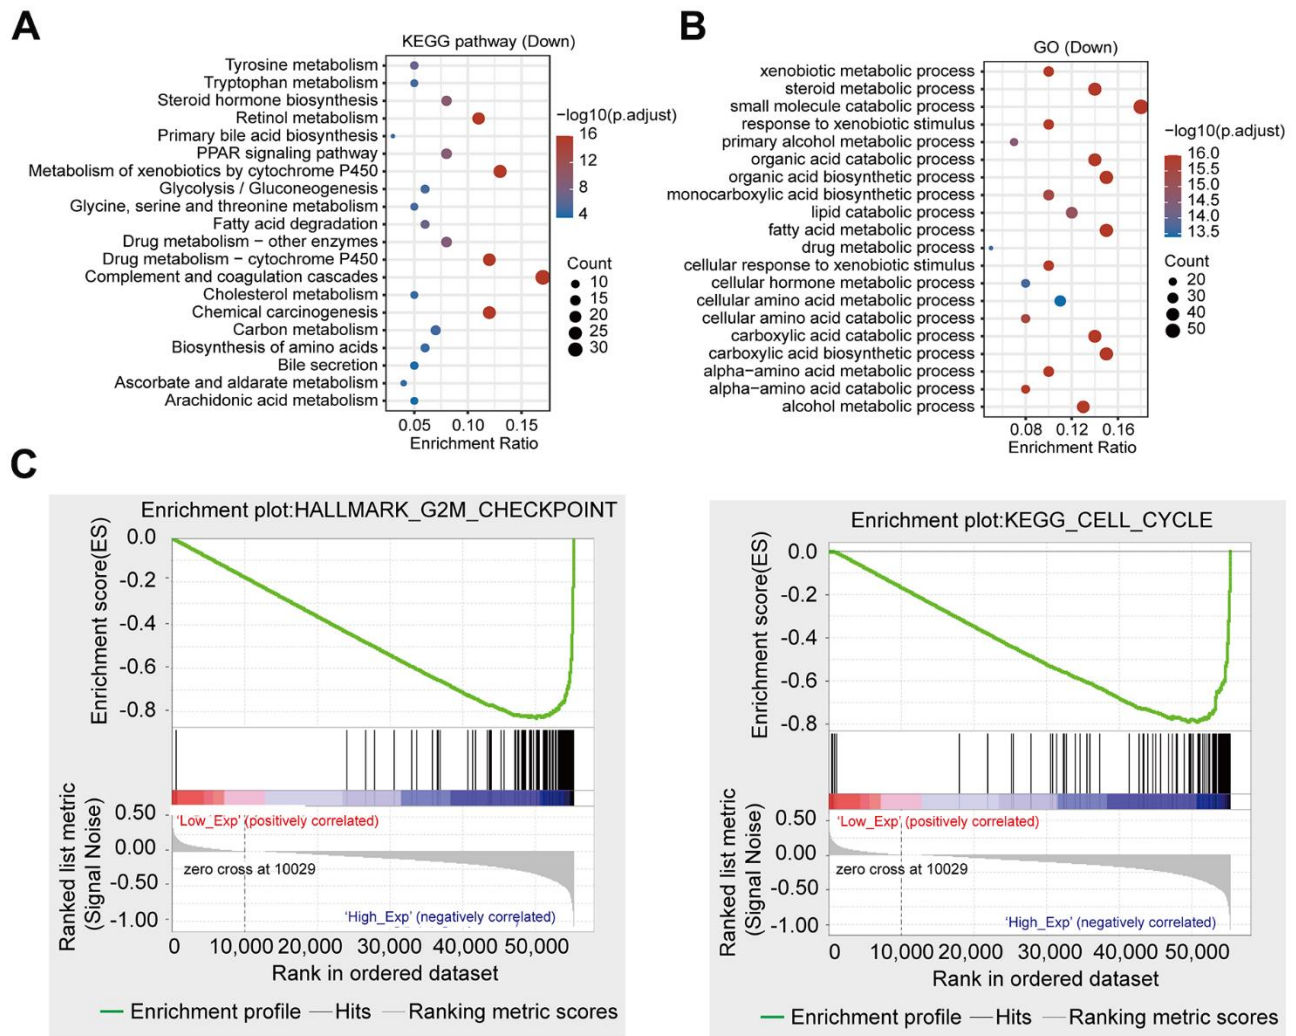 A
KEGG pathway (Down)
Tyrosine metabolism
Tryptophan metabolism
Steroid hormone biosynthesis
Retinol metabolism
Primary bile acid biosynthesis
PPAR signaling pathway
Metabolism of xenobiotics by cytochrome P450
Glycolysis / Gluconeogenesis
Glycine, serine and threonine metabolism
Fatty acid degradation
Drug metabolism − other enzymes
Drug metabolism − cytochrome P450
Complement and coagulation cascades
Cholesterol metabolism
Chemical carcinogenesis
Carbon metabolism
Biosynthesis of amino acids
Bile secretion
Ascorbate and aldarate metabolism
Arachidonic acid metabolism
0.05 0.10 0.15
Enrichment Ratio
−log10(p.adjust)
16
12
8
4
Count
10
15
20
25
30
B
GO (Down)
xenobiotic metabolic process
steroid metabolic process
small molecule catabolic process
response to xenobiotic stimulus
primary alcohol metabolic process
organic acid catabolic process
organic acid biosynthetic process
monocarboxylic acid biosynthetic process
lipid catabolic process
fatty acid metabolic process
drug metabolic process
cellular response to xenobiotic stimulus
cellular hormone metabolic process
cellular amino acid metabolic process
cellular amino acid catabolic process
carboxylic acid catabolic process
carboxylic acid biosynthetic process
alpha−amino acid metabolic process
alpha−amino acid catabolic process
alcohol metabolic process
0.08 0.12 0.16
Enrichment Ratio
−log10(p.adjust)
16.0
15.5
15.0
14.5
14.0
13.5
Count
20
30
40
50
C
Enrichment plot:HALLMARK_G2M_CHECKPOINT
Enrichment score(ES)
0.0
-0.2
-0.4
-0.6
-0.8
Ranked list metric
(Signal Noise)
0.50
0.00
-0.50
-1.00
‘Low_Exp’ (positively correlated)
zero cross at 10029
‘High_Exp’ (negatively correlated)
0 10,000 20,000 30,000 40,000 50,000
Rank in ordered dataset
Enrichment profile Hits Ranking metric scores
Enrichment plot:KEGG_CELL_CYCLE
Enrichment score(ES)
0.0
-0.2
-0.4
-0.6
-0.8
Ranked list metric
(Signal Noise)
0.50
0.00
-0.50
-1.00
‘Low_Exp’ (positively correlated)
zero cross at 10029
‘High_Exp’ (negatively correlated)
0 10,000 20,000 30,000 40,000 50,000
Rank in ordered dataset
Enrichment profile Hits Ranking metric scores